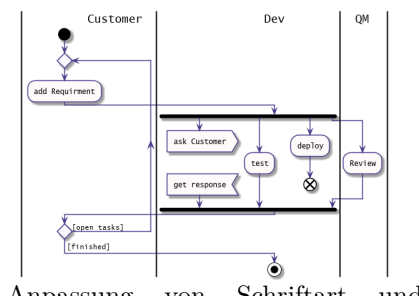 Customer Dev QM
add Requirment
ask Customer
test
deploy
Review
get response
[open tasks]
[finished]
Anpassung von Schriftart und